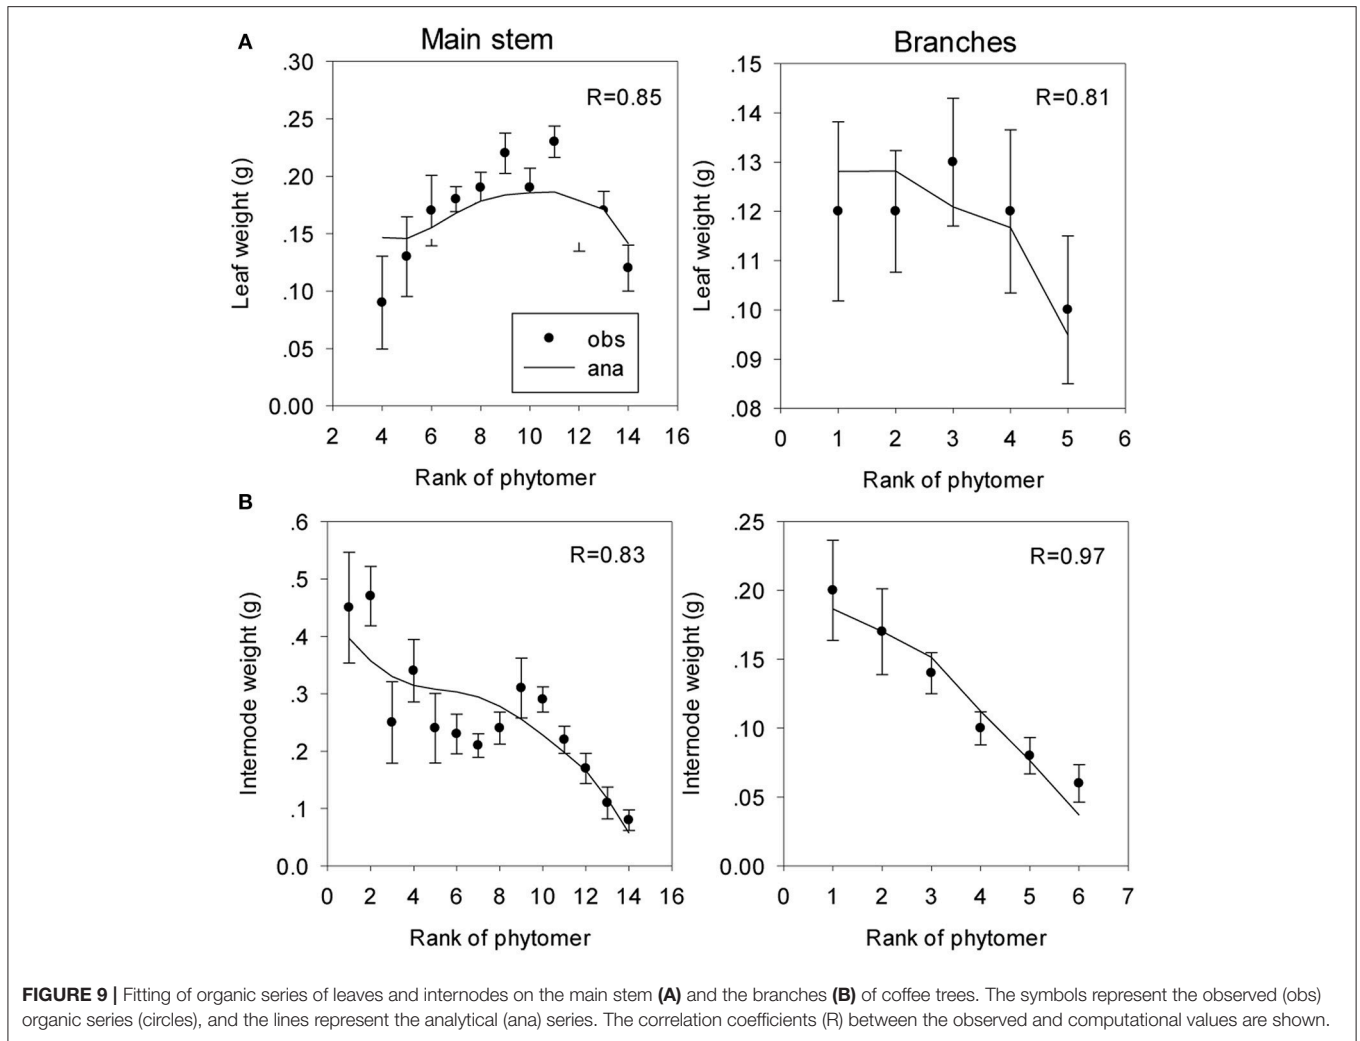 A
Main stem
Branches
.30
.25
.20
.15
.10
.05
0.00
Leaf weight (g)
R=0.85
obs
ana
2 4 6 8 10 12 14 16
Rank of phytomer
.15
.14
.13
.12
.11
.10
.09
.08
Leaf weight (g)
R=0.81
0 1 2 3 4 5 6
Rank of phytomer
B
.6
.5
.4
.3
.2
.1
0.0
Internode weight (g)
R=0.83
0 2 4 6 8 10 12 14 16
Rank of phytomer
0.25
0.20
0.15
0.10
0.05
0.00
Internode weight (g)
R=0.97
0 1 2 3 4 5 6 7
Rank of phytomer
FIGURE 9 | Fitting of organic series of leaves and internodes on the main stem (A) and the branches (B) of coffee trees. The symbols represent the observed (obs)
organic series (circles), and the lines represent the analytical (ana) series. The correlation coefficients (R) between the observed and computational values are shown.